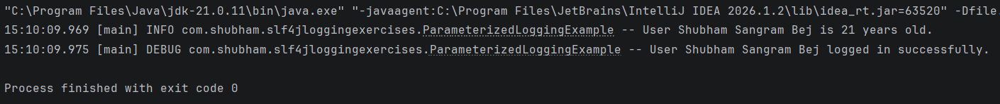 "C:\Program Files\Java\jdk-21.0.11\bin\java.exe" "-javaagent:C:\Program Files\JetBrains\IntelliJ IDEA 2026.1.2\lib\idea_rt.jar=63520" -Dfile.
15:10:09.969 [main] INFO com.shubham.slf4jloggingexercises.ParameterizedLoggingExample -- User Shubham Sangram Bej is 21 years old.
15:10:09.975 [main] DEBUG com.shubham.slf4jloggingexercises.ParameterizedLoggingExample -- User Shubham Sangram Bej logged in successfully.
Process finished with exit code 0